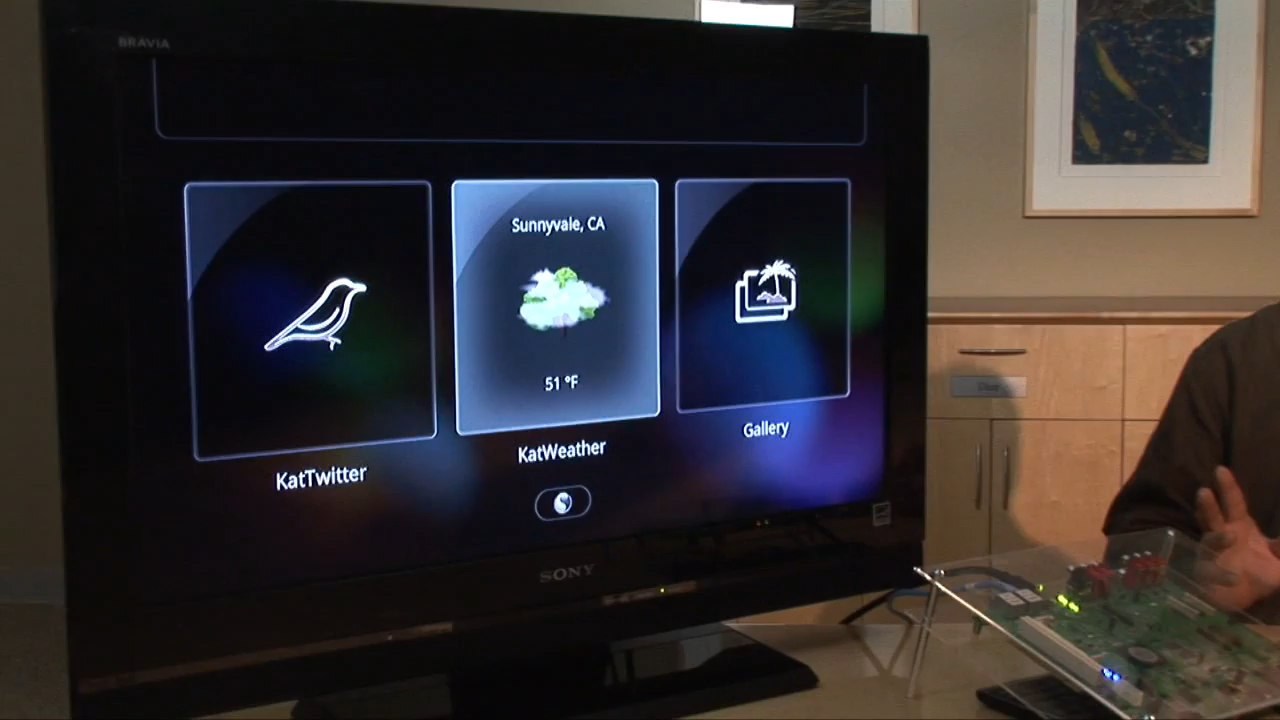 BRAVIA
Sunnyvale, CA
51 °F
KatTwitter
KatWeather
Gallery
SONY